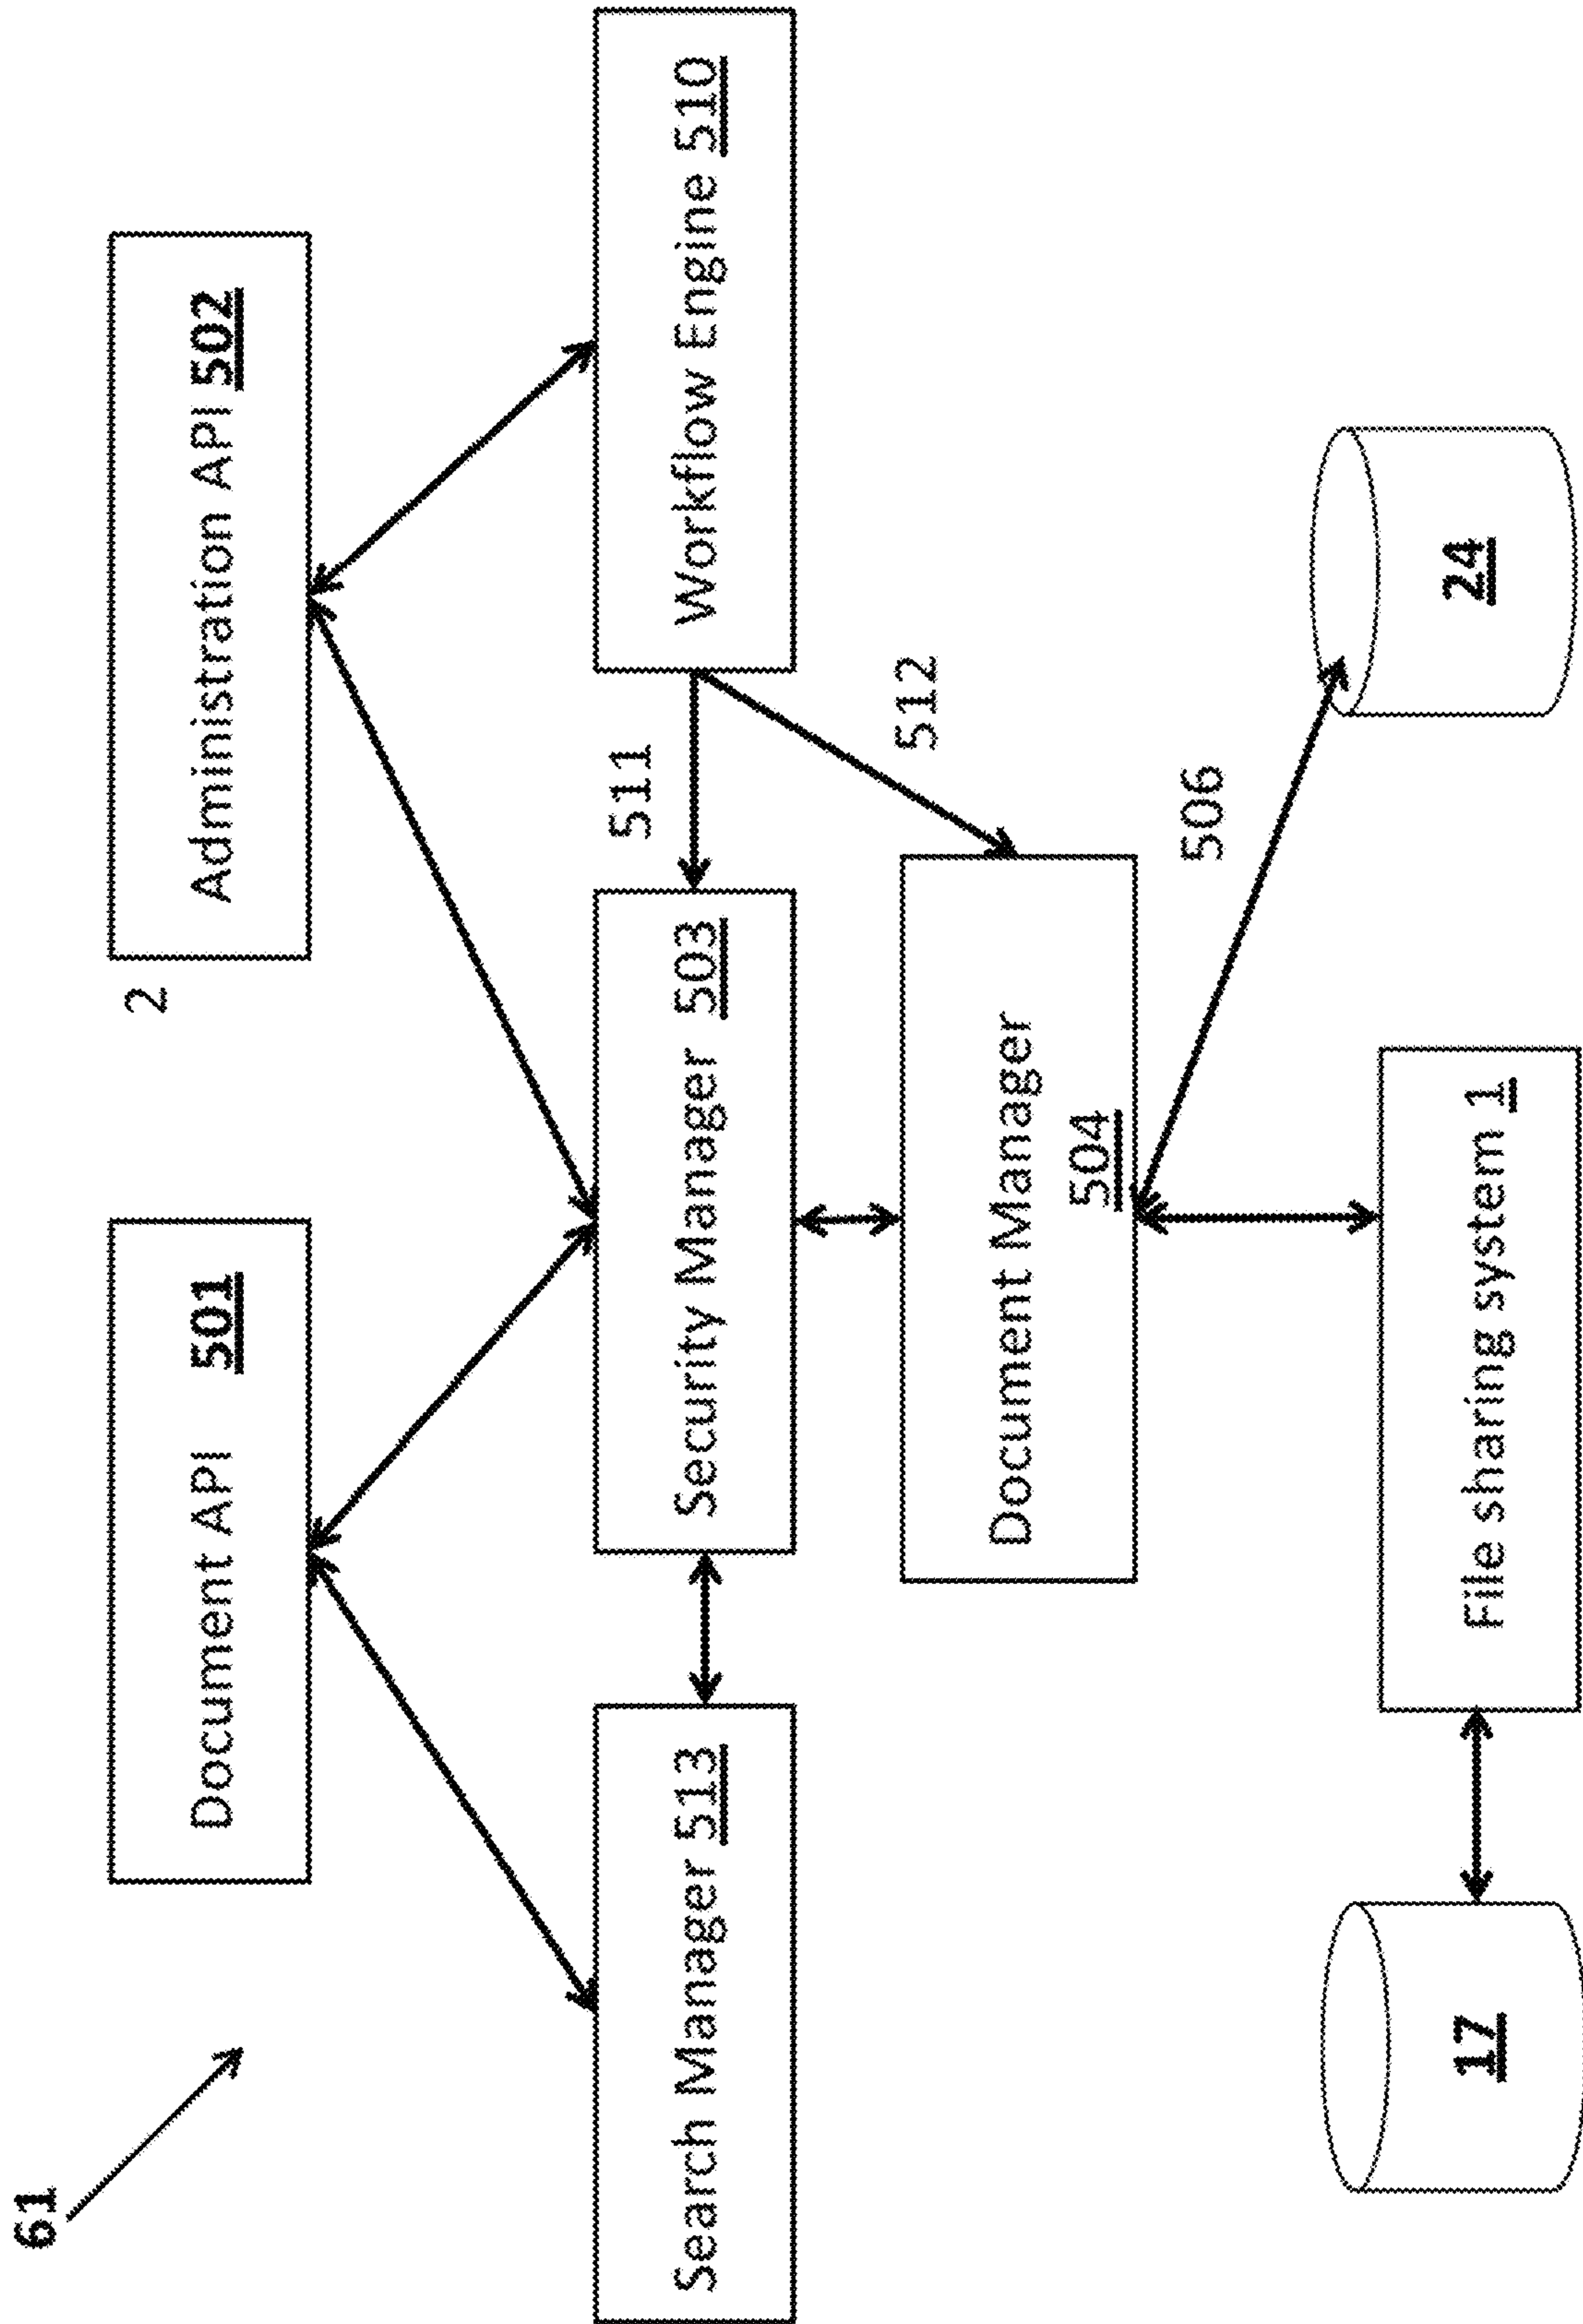 61
Document API 501
2
Administration API 502
Search Manager 513
Security Manager 503
511
Workflow Engine 510
512
Document Manager
504
506
17
File sharing system 1
24